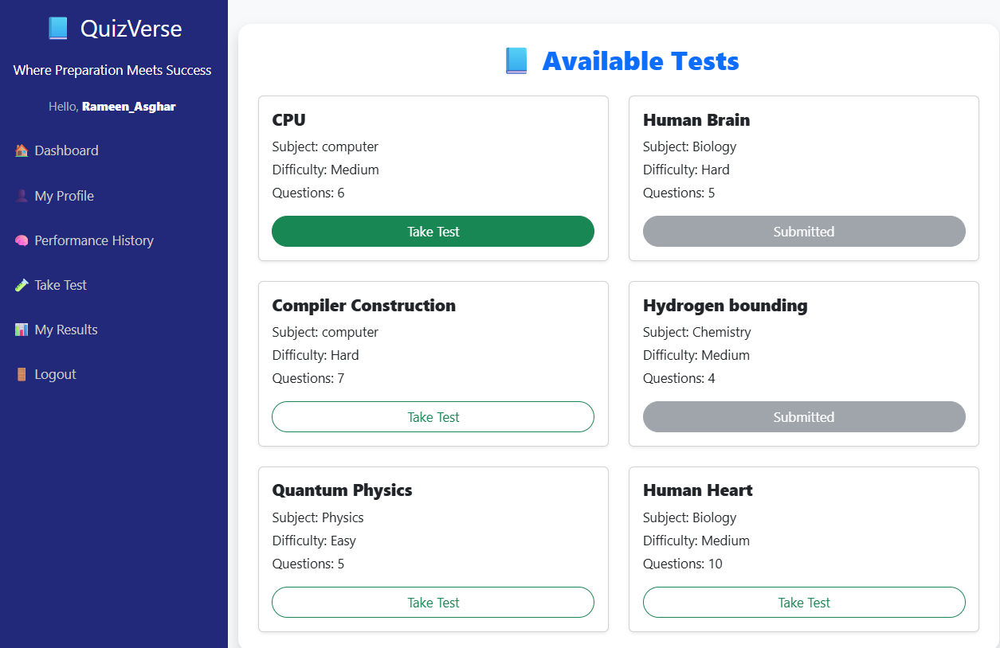 QuizVerse
Where Preparation Meets Success
Hello, Rameen_Asghar
Dashboard
My Profile
Performance History
Take Test
My Results
Logout
Available Tests
CPU
Subject: computer
Difficulty: Medium
Questions: 6
Take Test
Human Brain
Subject: Biology
Difficulty: Hard
Questions: 5
Submitted
Compiler Construction
Subject: computer
Difficulty: Hard
Questions: 7
Take Test
Hydrogen bounding
Subject: Chemistry
Difficulty: Medium
Questions: 4
Submitted
Quantum Physics
Subject: Physics
Difficulty: Easy
Questions: 5
Take Test
Human Heart
Subject: Biology
Difficulty: Medium
Questions: 10
Take Test